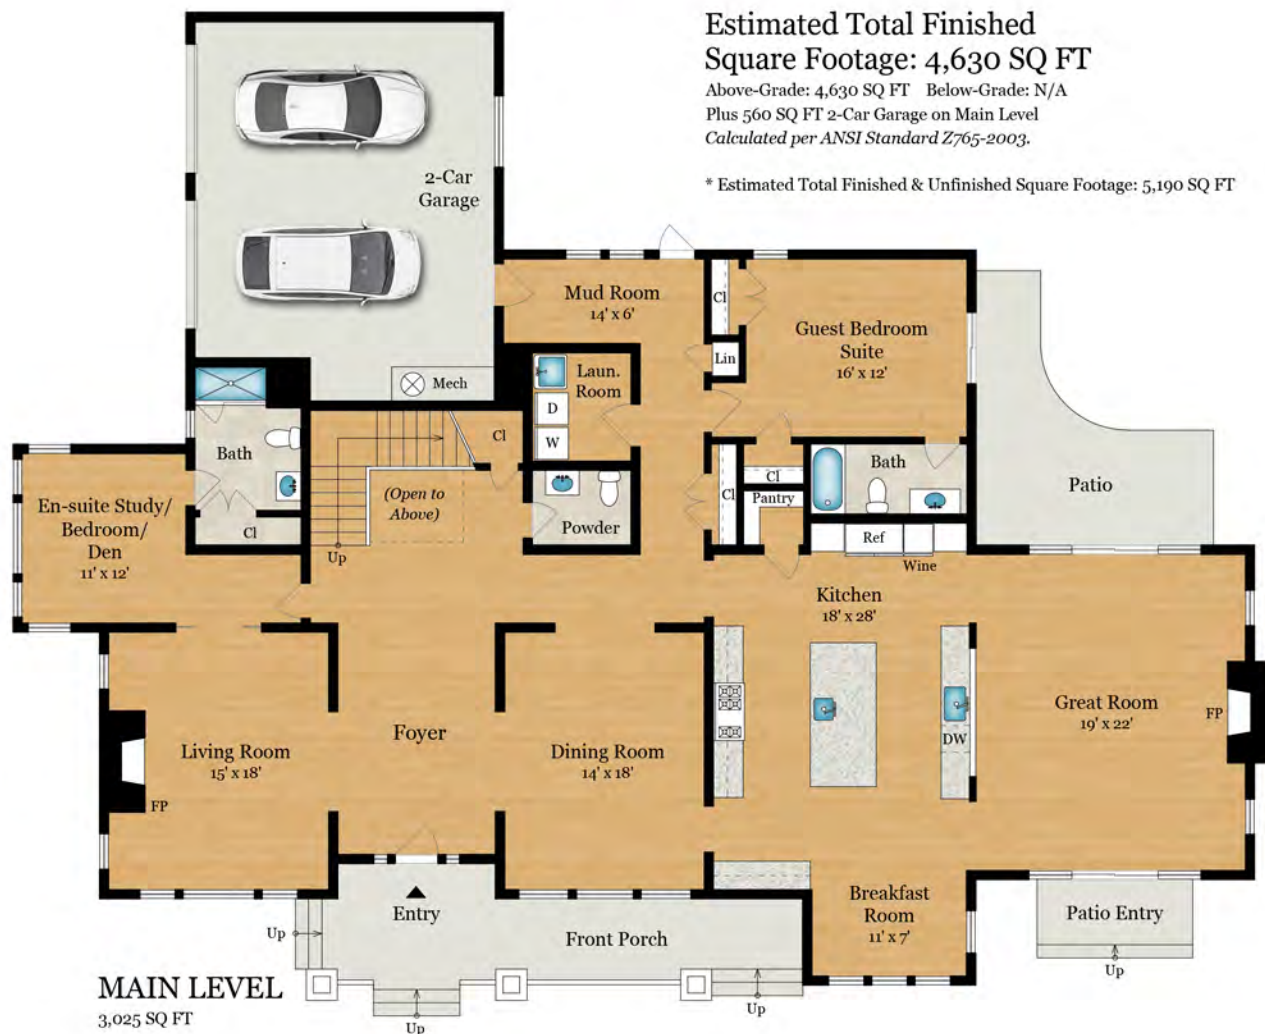 Estimated Total Finished
Square Footage: 4,630 SQ FT
Above-Grade: 4,630 SQ FT Below-Grade: N/A
Plus 560 SQ FT 2-Car Garage on Main Level
Calculated per ANSI Standard Z765-2003.
* Estimated Total Finished & Unfinished Square Footage: 5,190 SQ FT
2-Car
Garage
Mud Room
14' x 6'
Cl
Guest Bedroom
Suite
16' x 12'
Lin
Mech
Laun.
Room
D
W
Cl
Bath
Cl
(Open to
Above)
Up
Powder
Cl
Cl
Pantry
Bath
Patio
En-suite Study/
Bedroom/
Den
11' x 12'
Ref
Wine
Kitchen
18' x 28'
Great Room
19' x 22'
FP
DW
Living Room
15' x 18'
FP
Foyer
Dining Room
14' x 18'
Breakfast
Room
11' x 7'
Entry
Front Porch
Patio Entry
Up
Up
Up
Up
MAIN LEVEL
3,025 SQ FT